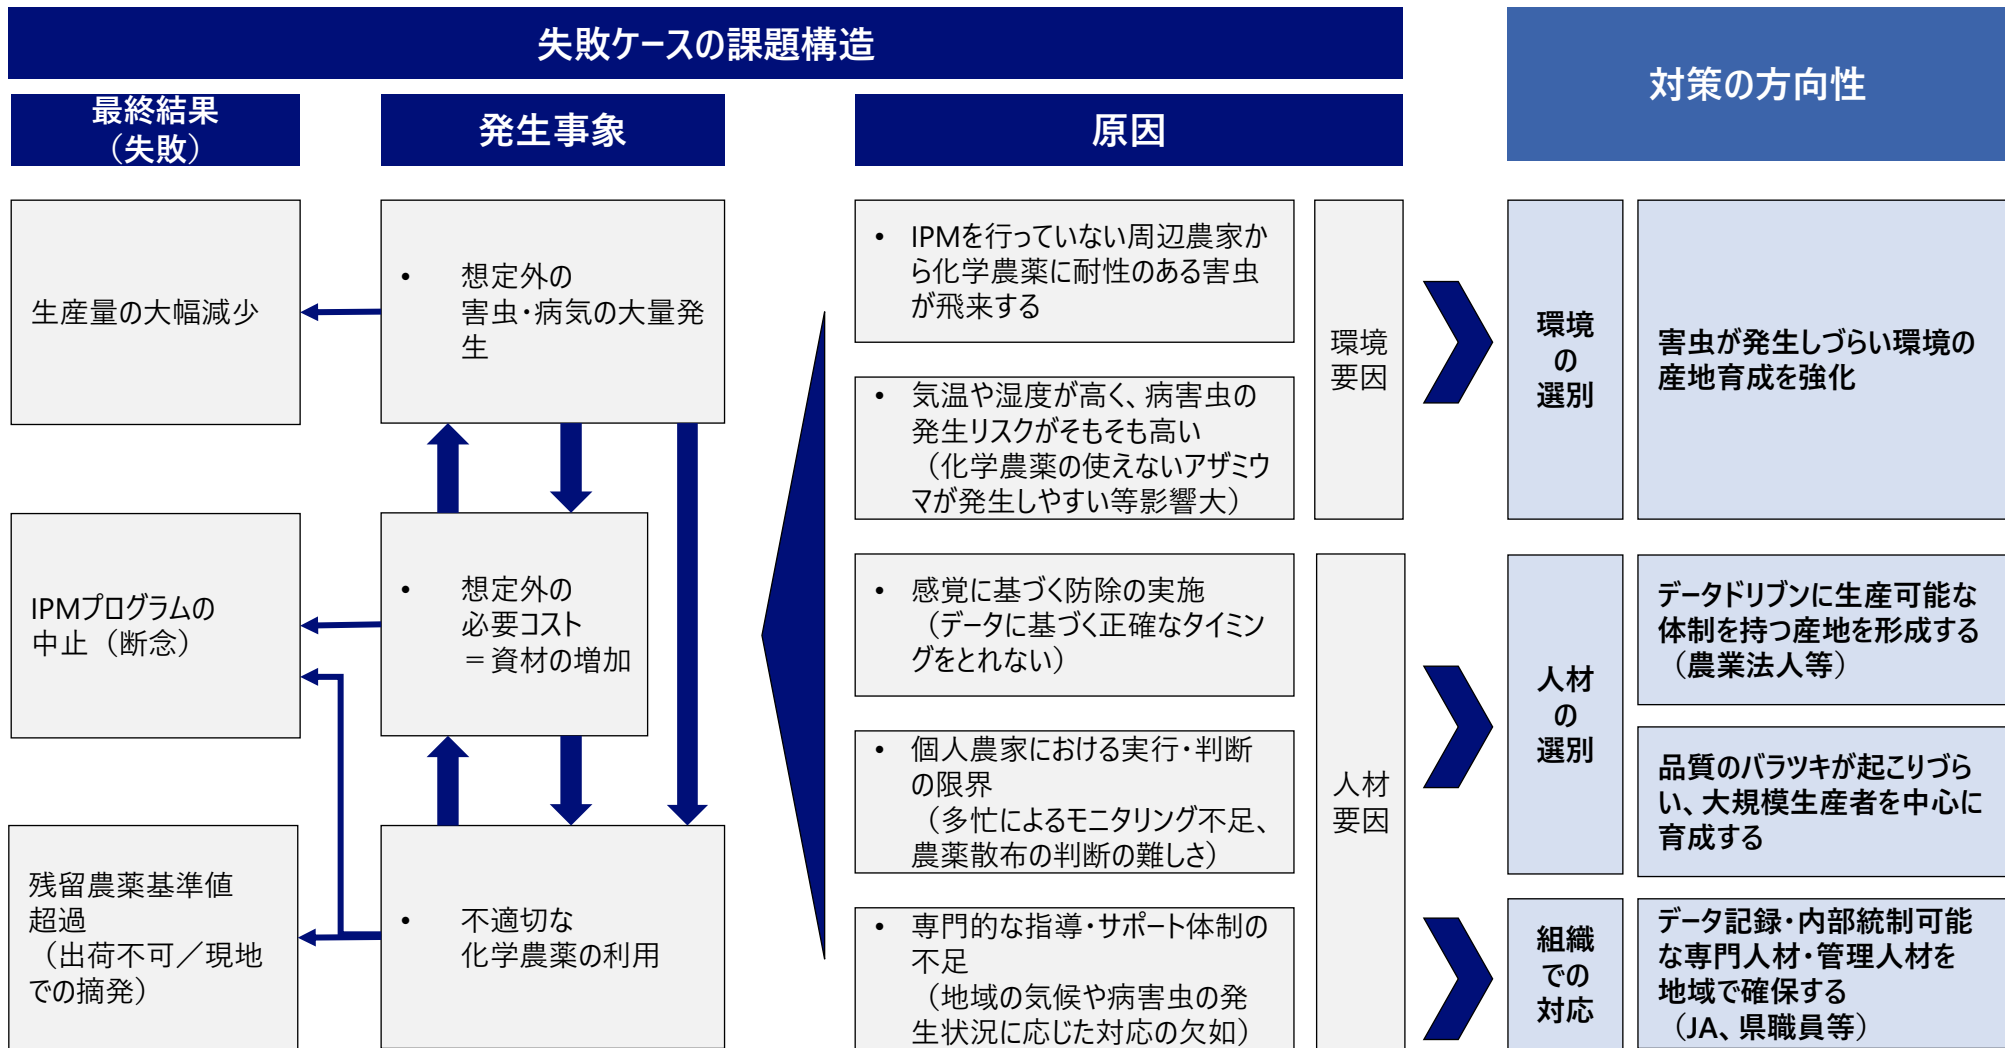 失敗ケースの課題構造
対策の方向性
最終結果
（失敗）
発生事象
原因
生産量の大幅減少
• 想定外の
害虫・病気の大量発
生
• IPMを行っていない周辺農家か
ら化学農薬に耐性のある害虫
が飛来する
• 気温や湿度が高く、病害虫の
発生リスクがそもそも高い
（化学農薬の使えないアザミウ
マが発生しやすい等影響大）
環境
要因
環境
の
選別
害虫が発生しづらい環境の
産地育成を強化
IPMプログラムの
中止（断念）
• 想定外の
必要コスト
＝資材の増加
• 感覚に基づく防除の実施
（データに基づく正確なタイミン
グをとれない）
• 個人農家における実行・判断
の限界
（多忙によるモニタリング不足、
農薬散布の判断の難しさ）
人材
要因
人材
の
選別
データドリブンに生産可能な
体制を持つ産地を形成する
（農業法人等）
品質のバラツキが起こりづら
い、大規模生産者を中心に
育成する
残留農薬基準値
超過
（出荷不可／現地
での摘発）
• 不適切な
化学農薬の利用
• 専門的な指導・サポート体制の
不足
（地域の気候や病害虫の発
生状況に応じた対応の欠如）
組織
での
対応
データ記録・内部統制可能
な専門人材・管理人材を
地域で確保する
（JA、県職員等）